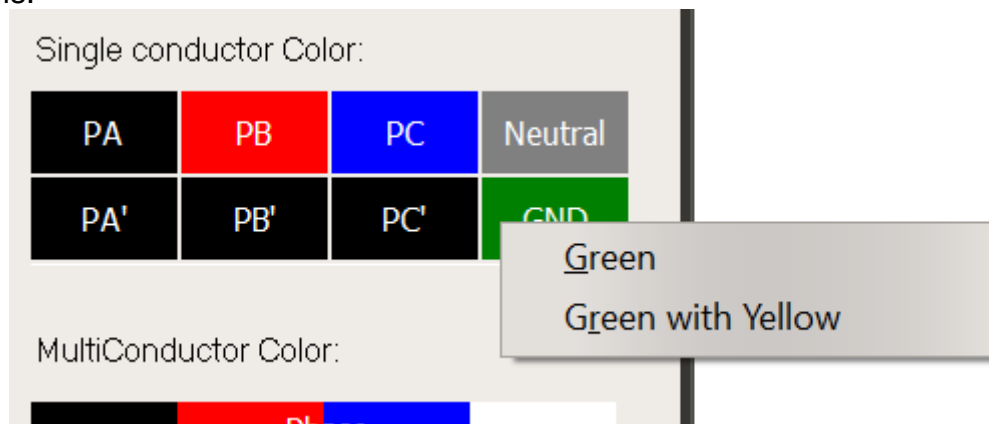 Single conductor Color:
PA PB PC Neutral
PA' PB' PC' GND
Green
Green with Yellow
MultiConductor Color: